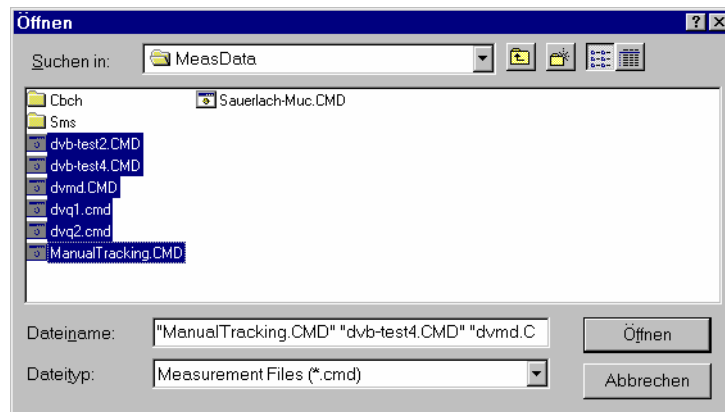 Öffnen
Suchen in: MeasData
Cbch Sauerlach-Muc.CMD
Sms
dvb-test2.CMD
dvb-test4.CMD
dvmd.CMD
dvq1.cmd
dvq2.cmd
ManualTracking.CMD
Dateiname: "ManualTracking.CMD" "dvb-test4.CMD" "dvmd.C Öffnen
Dateityp: Measurement Files (*.cmd) Abbrechen